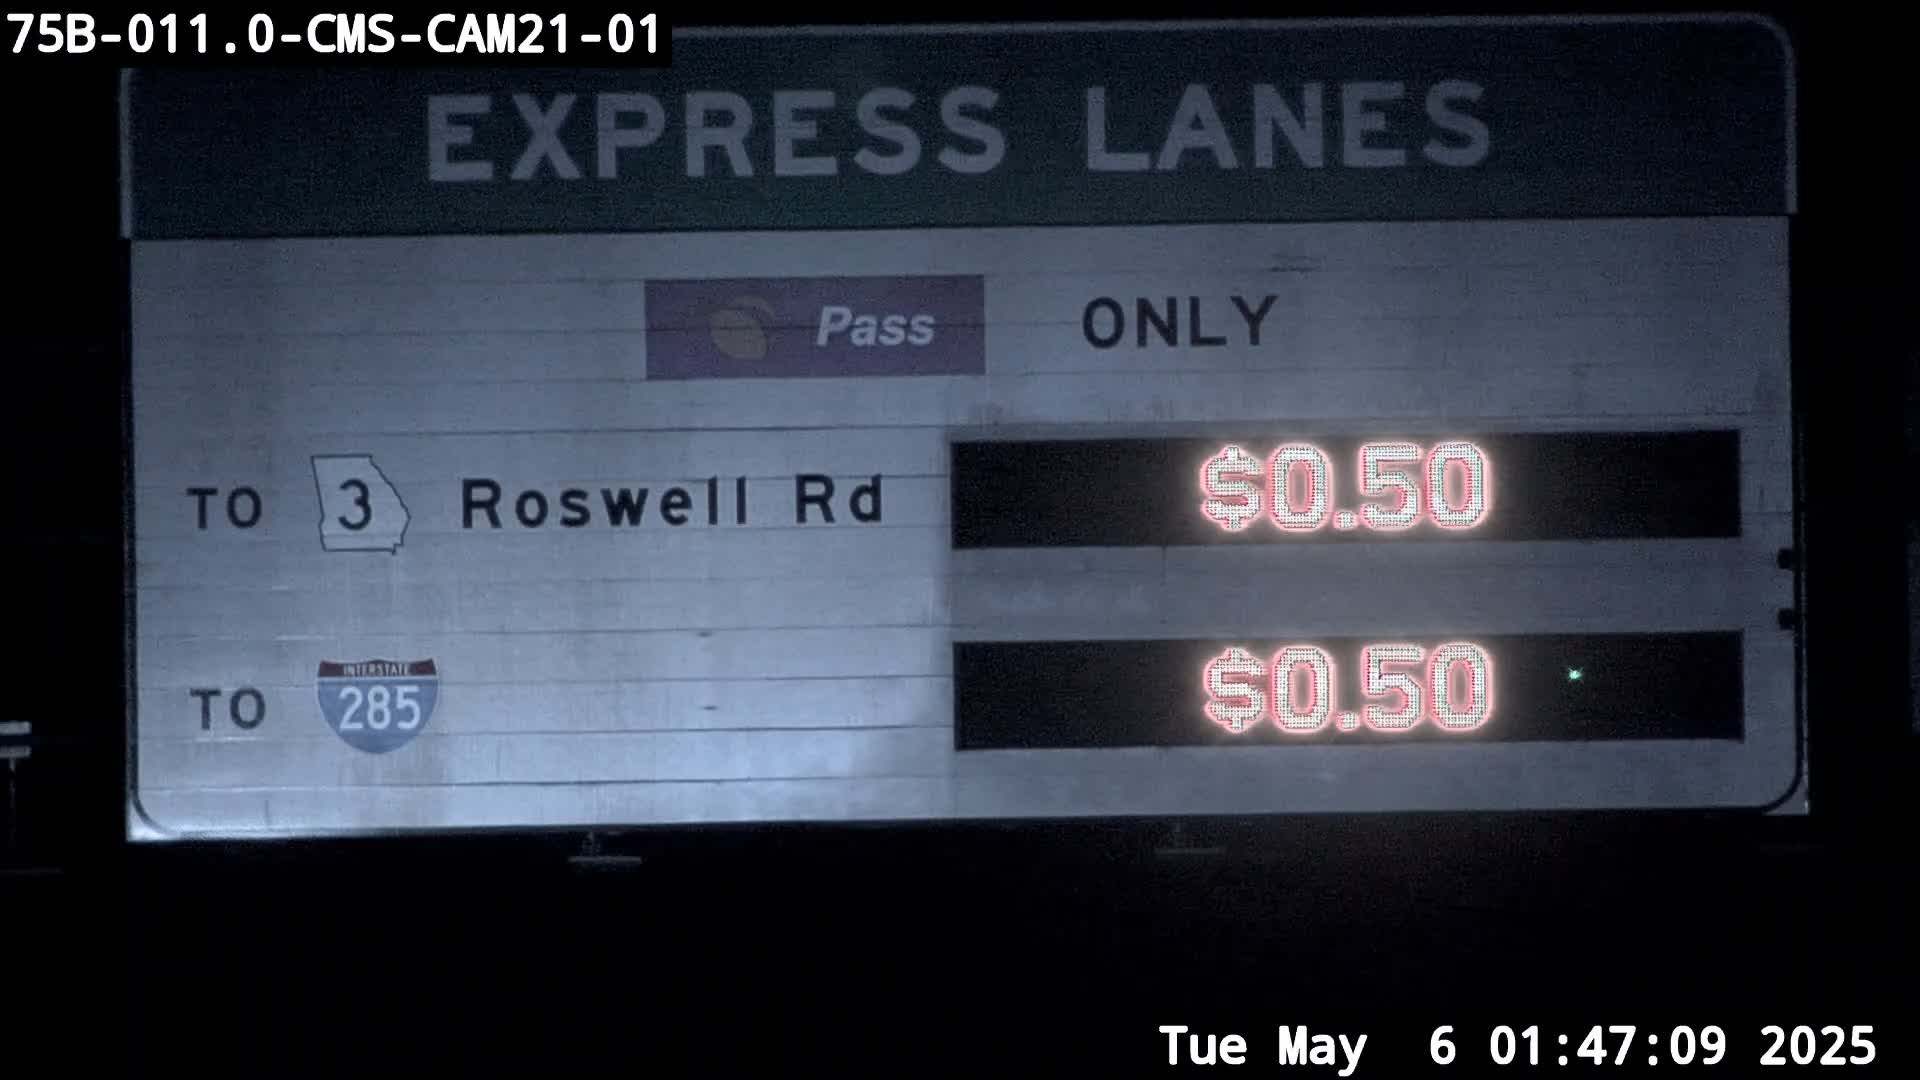 75B-011.0-CMS-CAM21-01
EXPRESS LANES
Pass ONLY
TO 3 Roswell Rd $0.50
INTERSTATE
TO 285 $0.50
Tue May 6 01:47:09 2025